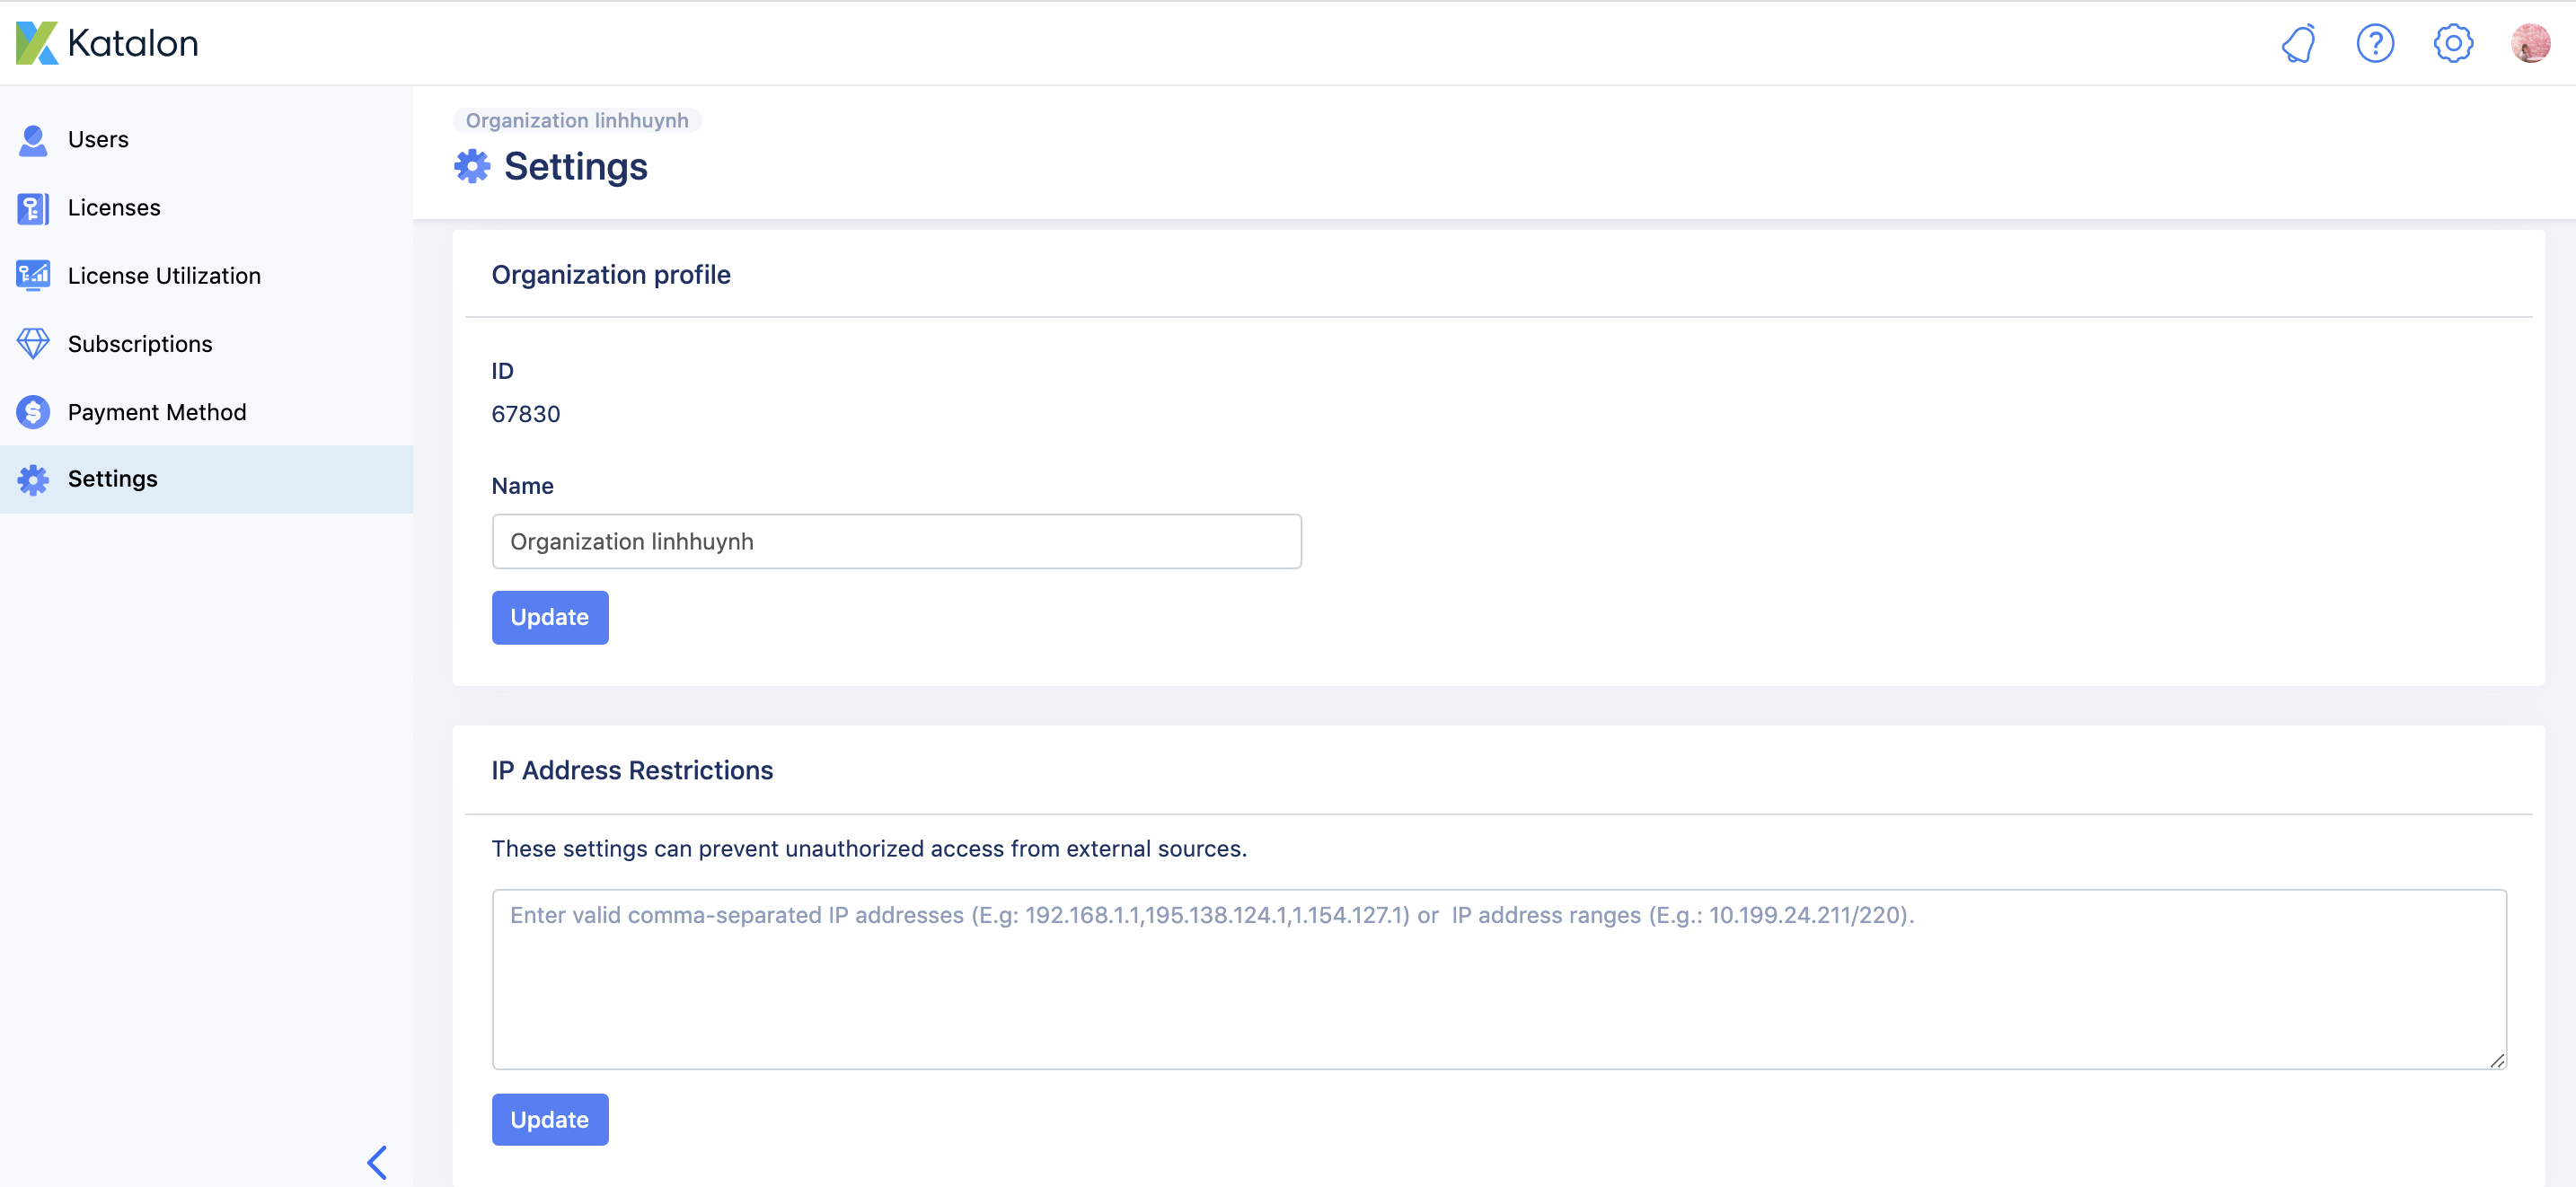 Katalon
Users
Licenses
License Utilization
Subscriptions
Payment Method
Settings
Organization linhhuynh
Settings
Organization profile
ID
67830
Name
Organization linhhuynh
Update
IP Address Restrictions
These settings can prevent unauthorized access from external sources.
Enter valid comma-separated IP addresses (E.g: 192.168.1.1,195.138.124.1,1.154.127.1) or  IP address ranges (E.g.: 10.199.24.211/220).
Update